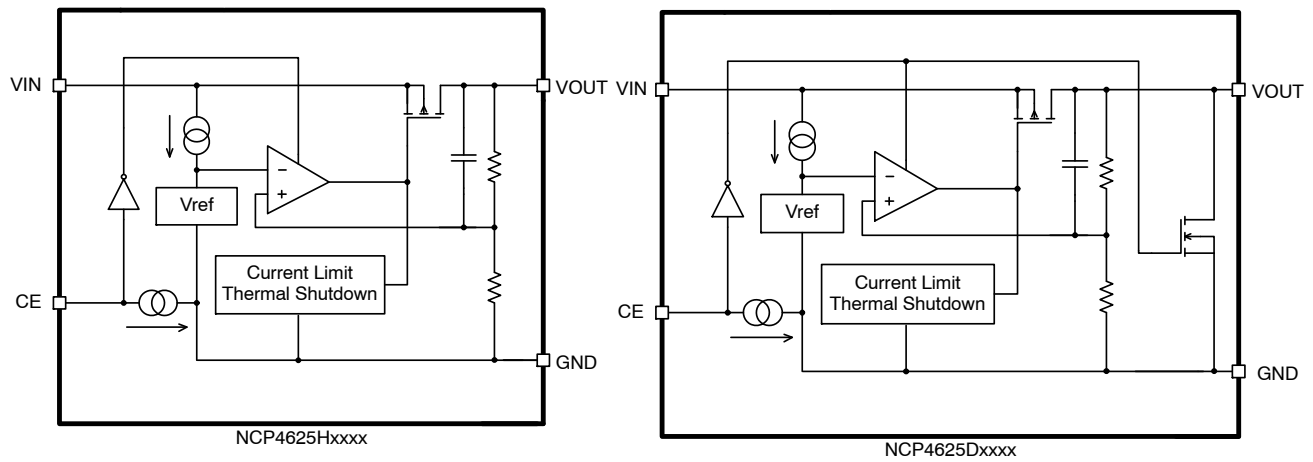 VIN
VOUT
−
+
Vref
Current Limit
Thermal Shutdown
CE
GND
NCP4625Hxxxx
VIN
VOUT
−
+
Vref
Current Limit
Thermal Shutdown
CE
GND
NCP4625Dxxxx